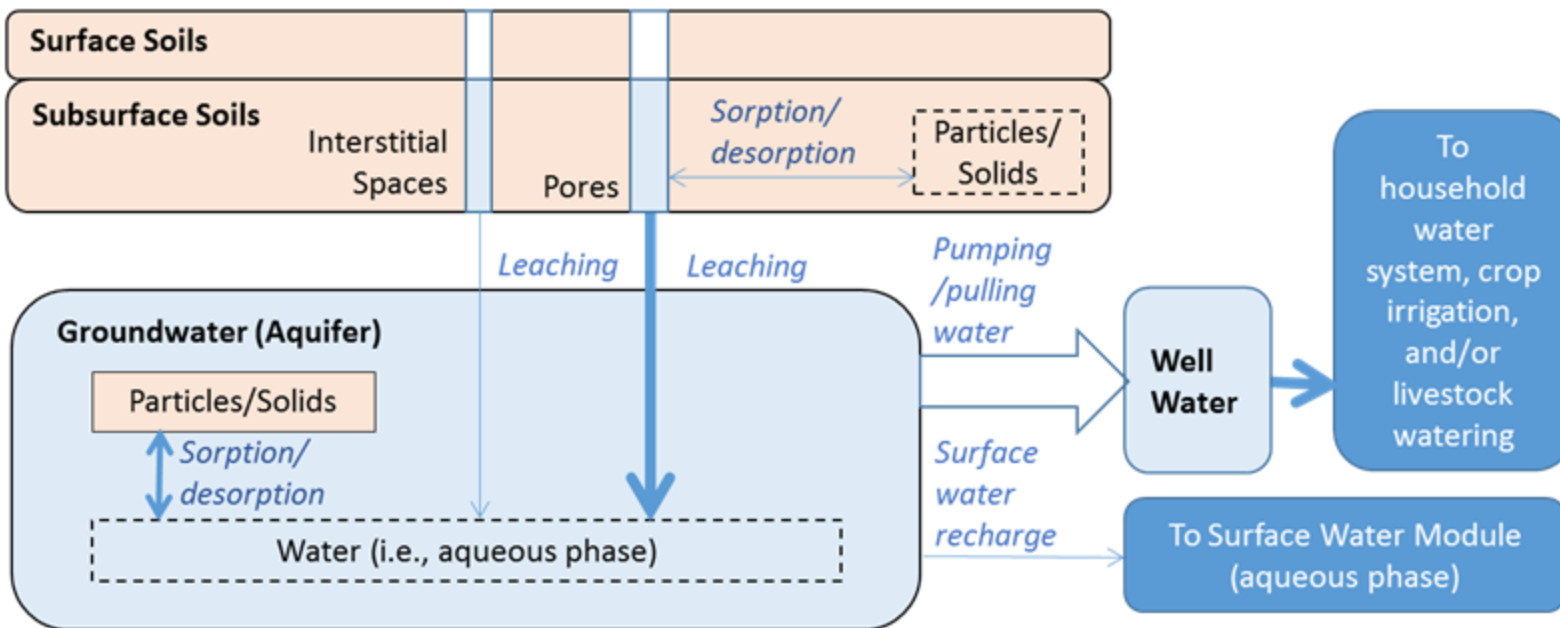 Surface Soils
Subsurface Soils
Interstitial
Spaces
Pores
Sorption/
desorption
Particles/
Solids
Leaching
Leaching
Groundwater (Aquifer)
Particles/Solids
Sorption/
desorption
Water (i.e., aqueous phase)
Pumping
/pulling
water
Surface
water
recharge
Well
Water
To
household
water
system, crop
irrigation,
and/or
livestock
watering
To Surface Water Module
(aqueous phase)